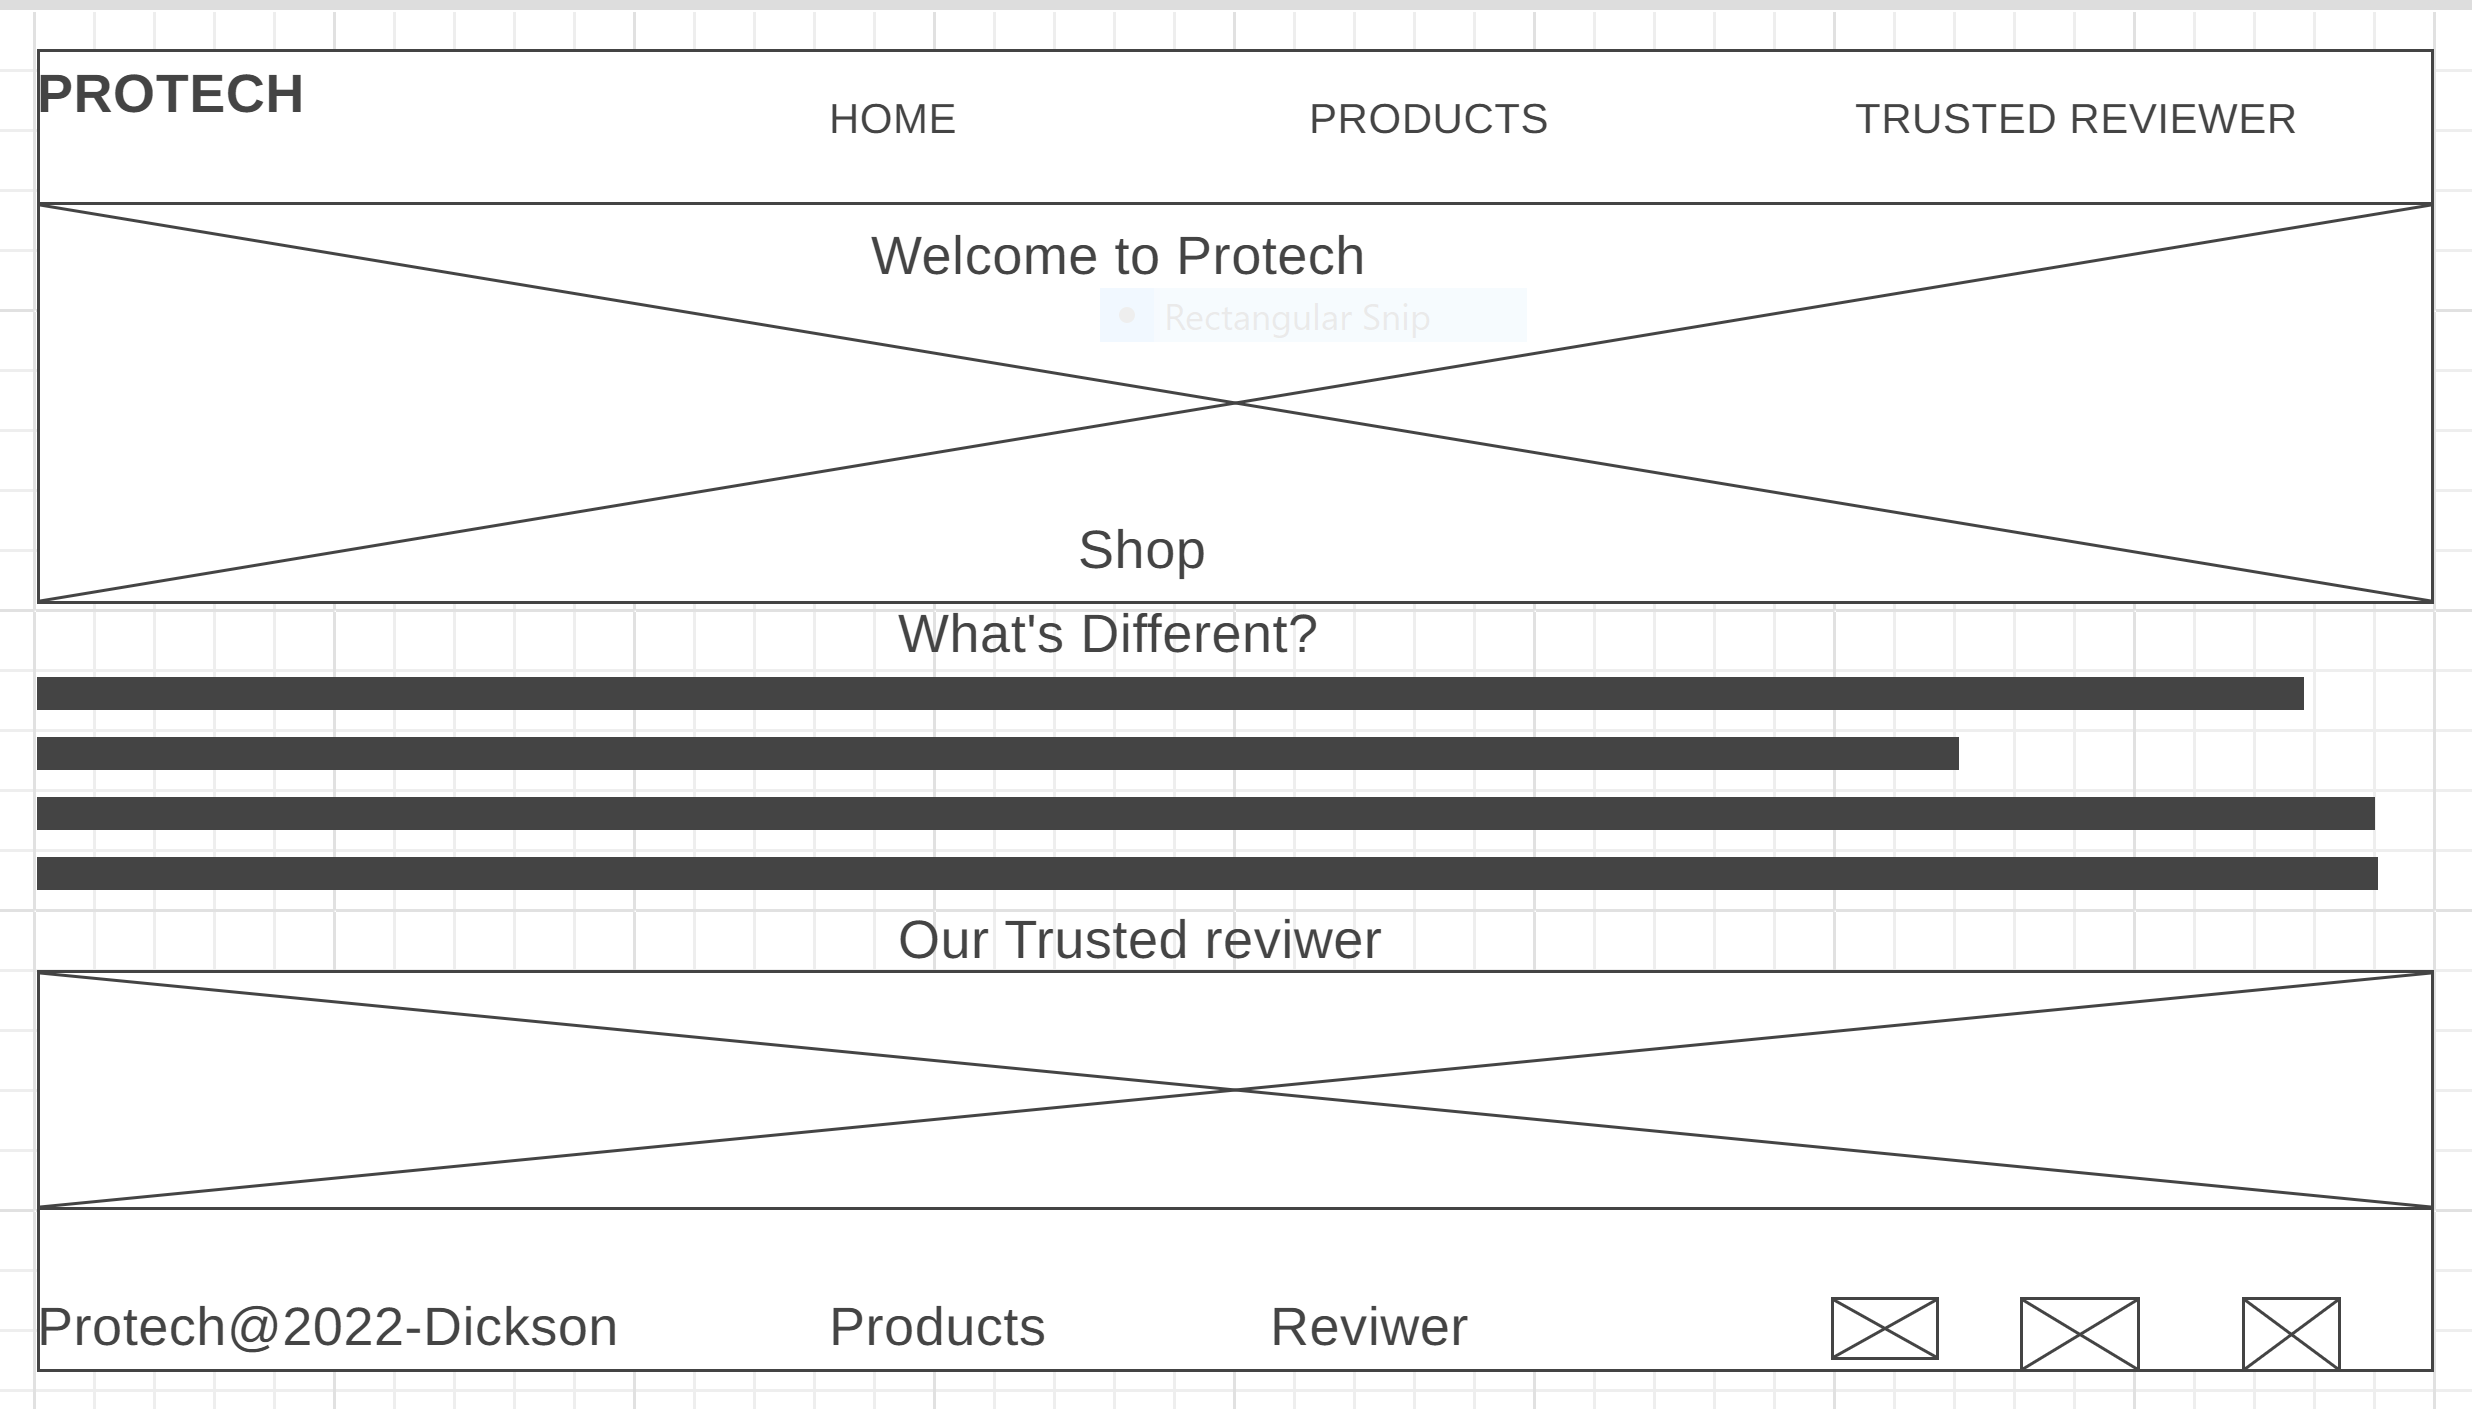 PROTECH
HOME PRODUCTS TRUSTED REVIEWER
Welcome to Protech
Rectangular Snip
Shop
What's Different?
Our Trusted reviwer
Protech@2022-Dickson Products Reviwer